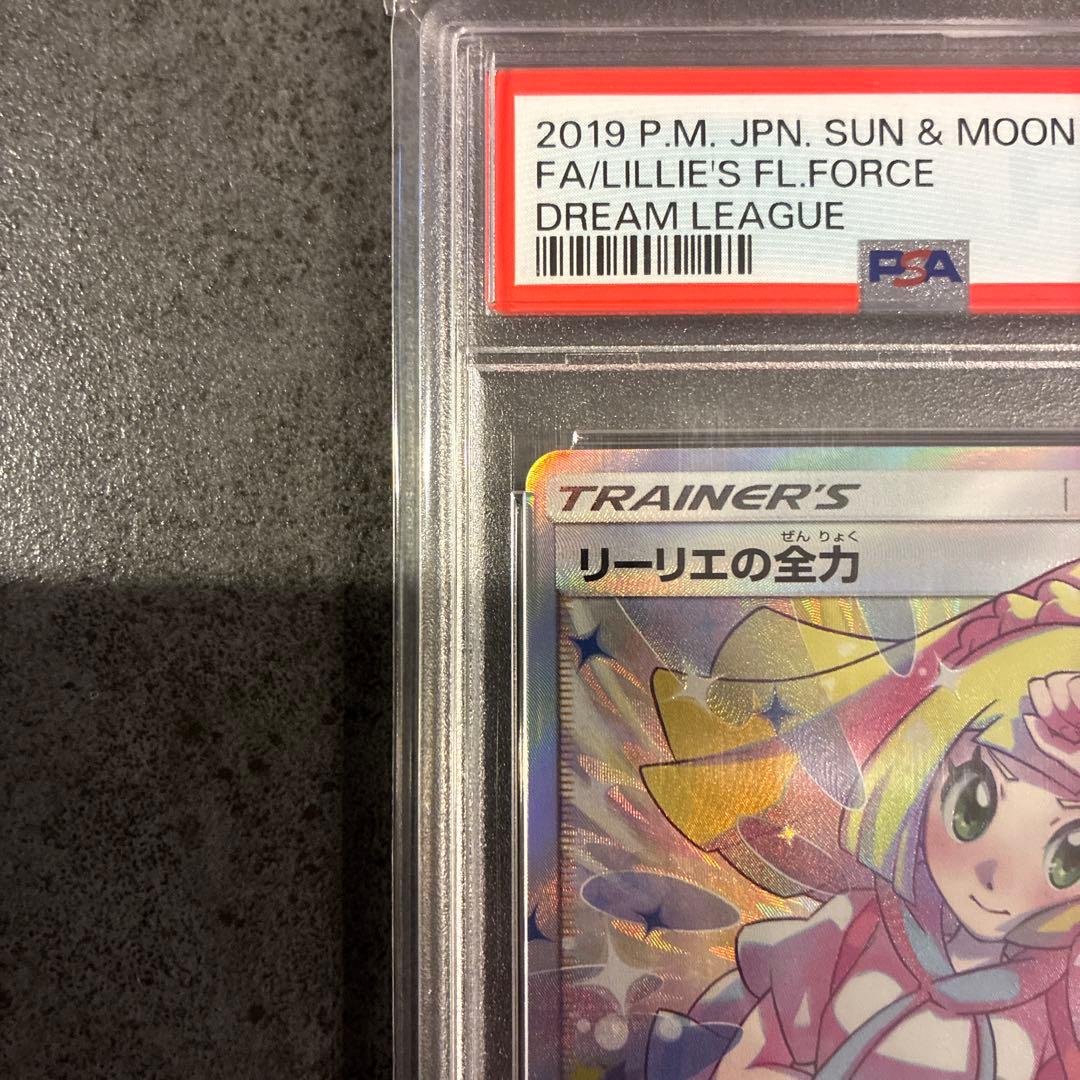 2019 P.M. JPN. SUN & MOON
FA/LILLIE'S FL.FORCE
DREAM LEAGUE
PSA
TRAINER'S
ぜんりょく
リーリエの全力